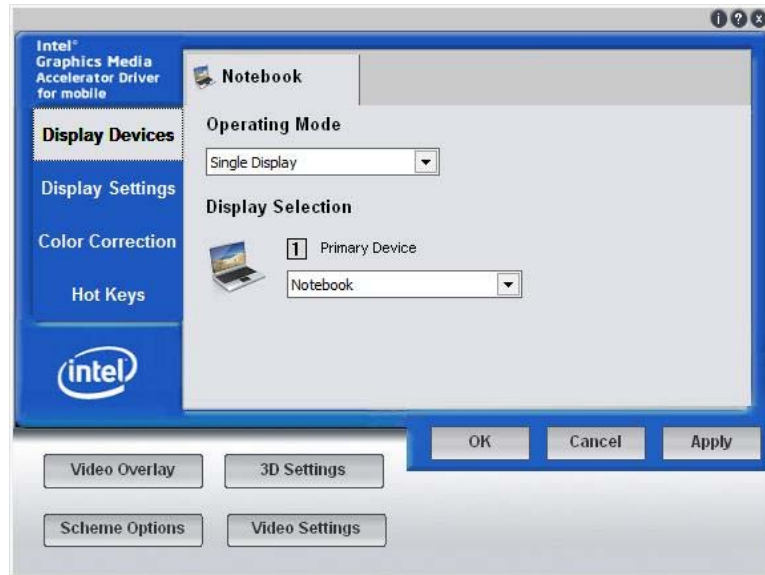 Intel®
Graphics Media
Accelerator Driver
for mobile
Notebook
Display Devices
Display Settings
Color Correction
Hot Keys
Operating Mode
Single Display
Display Selection
1 Primary Device
Notebook
intel
OK Cancel Apply
Video Overlay 3D Settings
Scheme Options Video Settings